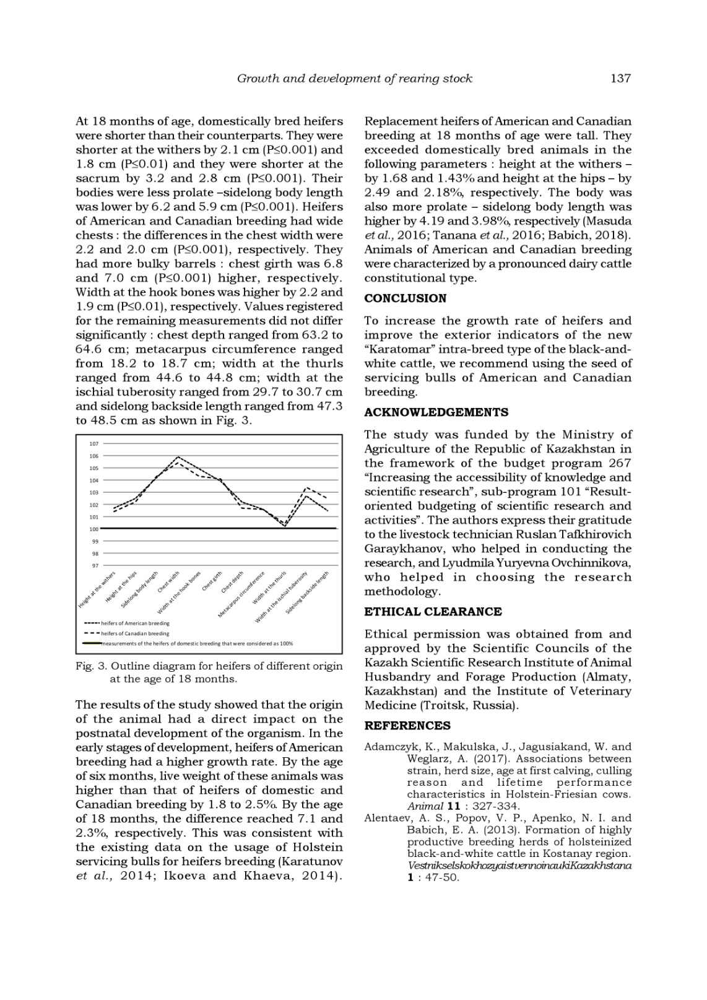 Growth and development of rearing stock 137
At 18 months of age, domestically bred heifers
were shorter than their counterparts. They were
shorter at the withers by 2.1 cm (P≤0.001) and
1.8 cm (P≤0.01) and they were shorter at the
sacrum by 3.2 and 2.8 cm (P≤0.001). Their
bodies were less prolate –sidelong body length
was lower by 6.2 and 5.9 cm (P≤0.001). Heifers
of American and Canadian breeding had wide
chests : the differences in the chest width were
2.2 and 2.0 cm (P≤0.001), respectively. They
had more bulky barrels : chest girth was 6.8
and 7.0 cm (P≤0.001) higher, respectively.
Width at the hook bones was higher by 2.2 and
1.9 cm (P≤0.01), respectively. Values registered
for the remaining measurements did not differ
significantly : chest depth ranged from 63.2 to
64.6 cm; metacarpus circumference ranged
from 18.2 to 18.7 cm; width at the thurls
ranged from 44.6 to 44.8 cm; width at the
ischial tuberosity ranged from 29.7 to 30.7 cm
and sidelong backside length ranged from 47.3
to 48.5 cm as shown in Fig. 3.
107
106
105
104
103
102
101
100
99
98
97
Height at the withers
Height at the hips
Sidelong body length
Chest width
Width at the hook bones
Chest girth
Chest depth
Metacarpus circumference
Width at the thurls
Width at the ischial tuberosity
Sidelong backside length
heifers of American breeding
heifers of Canadian breeding
measurements of the heifers of domestic breeding that were considered as 100%
Fig. 3. Outline diagram for heifers of different origin
at the age of 18 months.
The results of the study showed that the origin
of the animal had a direct impact on the
postnatal development of the organism. In the
early stages of development, heifers of American
breeding had a higher growth rate. By the age
of six months, live weight of these animals was
higher than that of heifers of domestic and
Canadian breeding by 1.8 to 2.5%. By the age
of 18 months, the difference reached 7.1 and
2.3%, respectively. This was consistent with
the existing data on the usage of Holstein
servicing bulls for heifers breeding (Karatunov
et al., 2014; Ikoeva and Khaeva, 2014).
Replacement heifers of American and Canadian
breeding at 18 months of age were tall. They
exceeded domestically bred animals in the
following parameters : height at the withers –
by 1.68 and 1.43% and height at the hips – by
2.49 and 2.18%, respectively. The body was
also more prolate – sidelong body length was
higher by 4.19 and 3.98%, respectively (Masuda
et al., 2016; Tanana et al., 2016; Babich, 2018).
Animals of American and Canadian breeding
were characterized by a pronounced dairy cattle
constitutional type.
CONCLUSION
To increase the growth rate of heifers and
improve the exterior indicators of the new
“Karatomar” intra-breed type of the black-and-
white cattle, we recommend using the seed of
servicing bulls of American and Canadian
breeding.
ACKNOWLEDGEMENTS
The study was funded by the Ministry of
Agriculture of the Republic of Kazakhstan in
the framework of the budget program 267
“Increasing the accessibility of knowledge and
scientific research”, sub-program 101 “Result-
oriented budgeting of scientific research and
activities”. The authors express their gratitude
to the livestock technician Ruslan Tafkhirovich
Garaykhanov, who helped in conducting the
research, and Lyudmila Yuryevna Ovchinnikova,
who helped in choosing the research
methodology.
ETHICAL CLEARANCE
Ethical permission was obtained from and
approved by the Scientific Councils of the
Kazakh Scientific Research Institute of Animal
Husbandry and Forage Production (Almaty,
Kazakhstan) and the Institute of Veterinary
Medicine (Troitsk, Russia).
REFERENCES
Adamczyk, K., Makulska, J., Jagusiakand, W. and
Weglarz, A. (2017). Associations between
strain, herd size, age at first calving, culling
reason and lifetime performance
characteristics in Holstein-Friesian cows.
Animal 11 : 327-334.
Alentaev, A. S., Popov, V. P., Apenko, N. I. and
Babich, E. A. (2013). Formation of highly
productive breeding herds of holsteinized
black-and-white cattle in Kostanay region.
VestnikselskokhozyaistvennoinaukiKazakhstana
1 : 47-50.